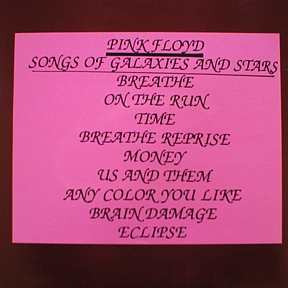 PINK FLOYD
SONGS OF GALAXIES AND STARS
BREATHE
ON THE RUN
TIME
BREATHE REPRISE
MONEY
US AND THEM
ANY COLOR YOU LIKE
BRAIN DAMAGE
ECLIPSE